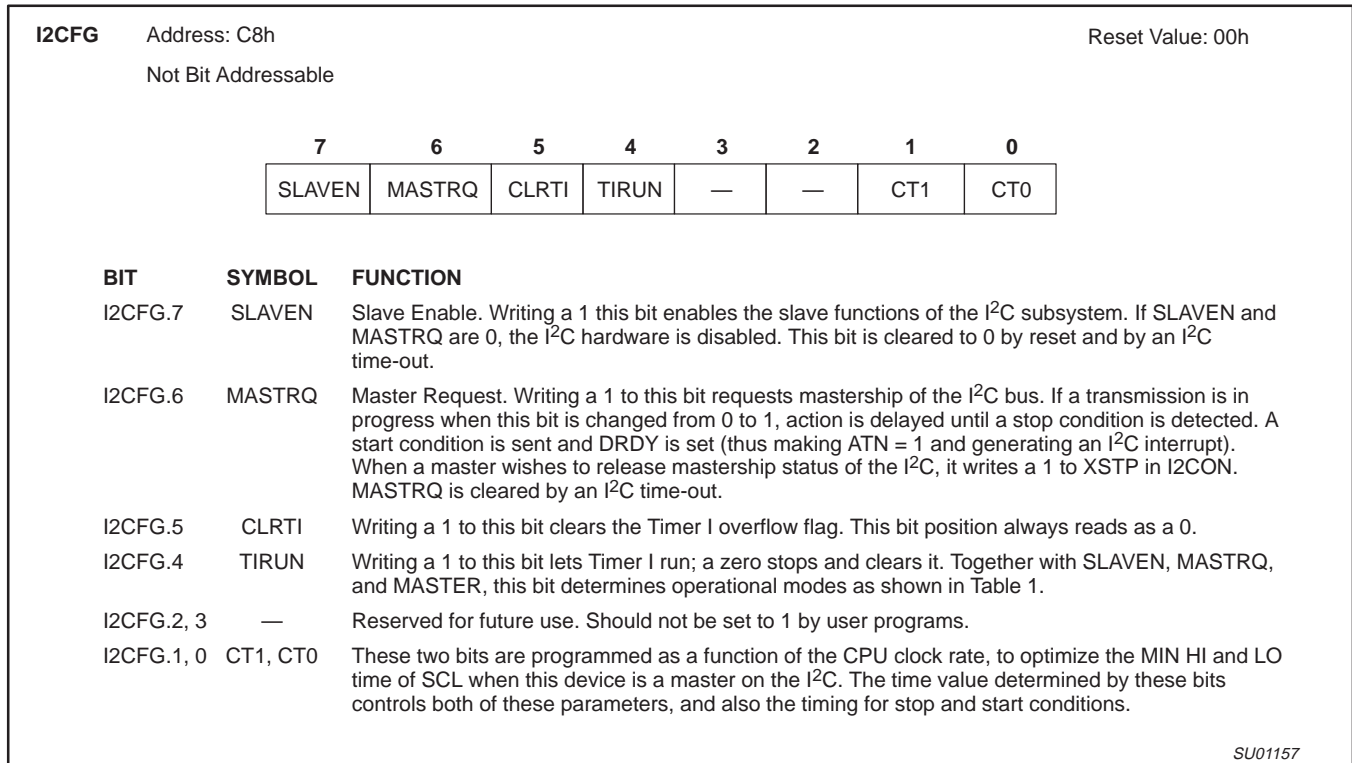 I2CFG Address: C8h Reset Value: 00h
Not Bit Addressable
7 6 5 4 3 2 1 0
SLAVEN MASTRQ CLRTI TIRUN — — CT1 CT0
BIT SYMBOL FUNCTION
I2CFG.7 SLAVEN Slave Enable. Writing a 1 this bit enables the slave functions of the I2C subsystem. If SLAVEN and
MASTRQ are 0, the I2C hardware is disabled. This bit is cleared to 0 by reset and by an I2C
time-out.
I2CFG.6 MASTRQ Master Request. Writing a 1 to this bit requests mastership of the I2C bus. If a transmission is in
progress when this bit is changed from 0 to 1, action is delayed until a stop condition is detected. A
start condition is sent and DRDY is set (thus making ATN = 1 and generating an I2C interrupt).
When a master wishes to release mastership status of the I2C, it writes a 1 to XSTP in I2CON.
MASTRQ is cleared by an I2C time-out.
I2CFG.5 CLRTI Writing a 1 to this bit clears the Timer I overflow flag. This bit position always reads as a 0.
I2CFG.4 TIRUN Writing a 1 to this bit lets Timer I run; a zero stops and clears it. Together with SLAVEN, MASTRQ,
and MASTER, this bit determines operational modes as shown in Table 1.
I2CFG.2, 3 — Reserved for future use. Should not be set to 1 by user programs.
I2CFG.1, 0 CT1, CT0 These two bits are programmed as a function of the CPU clock rate, to optimize the MIN HI and LO
time of SCL when this device is a master on the I2C. The time value determined by these bits
controls both of these parameters, and also the timing for stop and start conditions.
SU01157